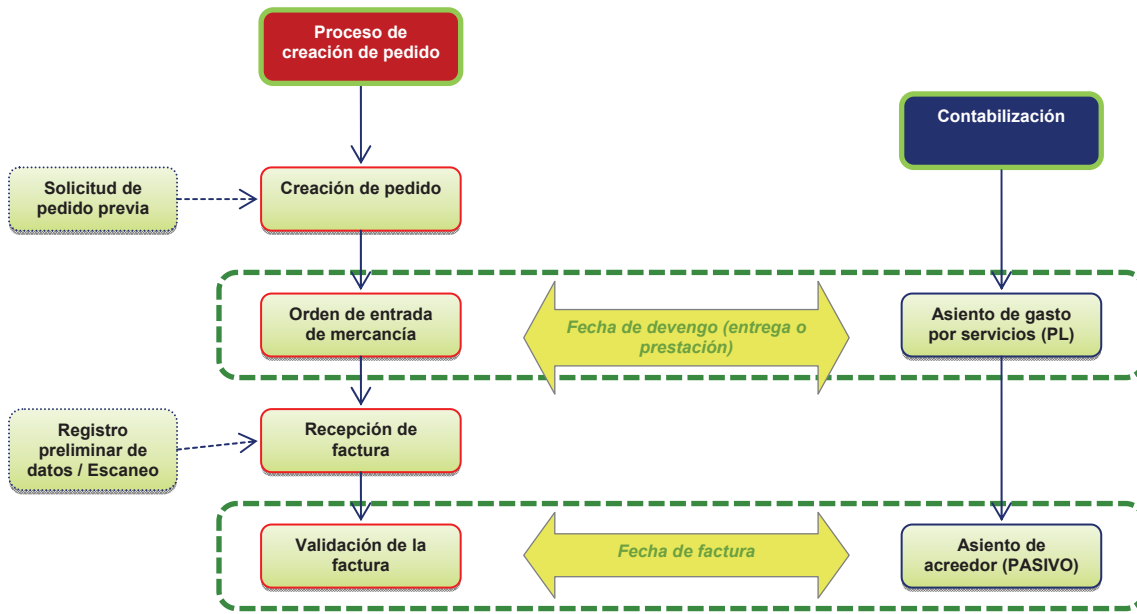 Proceso de
creación de pedido
Contabilización
Solicitud de
pedido previa
Creación de pedido
Orden de entrada
de mercancía
Fecha de devengo (entrega o
prestación)
Asiento de gasto
por servicios (PL)
Registro
preliminar de
datos / Escaneo
Recepción de
factura
Validación de la
factura
Fecha de factura
Asiento de
acreedor (PASIVO)